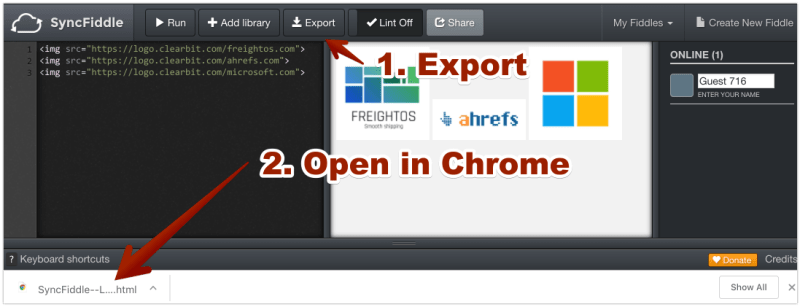 SyncFiddle
Run
Add library
Export
Lint Off
Share
My Fiddles
Create New Fiddle
1 <img src="https://logo.clearbit.com/freightos.com">
2 <img src="https://logo.clearbit.com/ahrefs.com">
3 <img src="https://logo.clearbit.com/microsoft.com">
1. Export
FREIGHTOS
Smooth shipping
ahrefs
ONLINE (1)
Guest 716
ENTER YOUR NAME
2. Open in Chrome
? Keyboard shortcuts
Donate
Credits
SyncFiddle--L....html
Show All